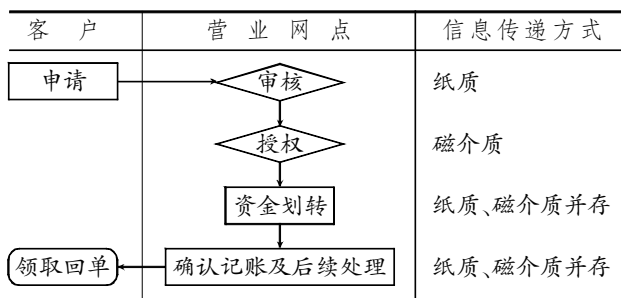 客 户 营 业 网 点 信息传递方式
申请 审核 纸质
授权 磁介质
资金划转 纸质、磁介质并存
领取回单 确认记账及后续处理 纸质、磁介质并存